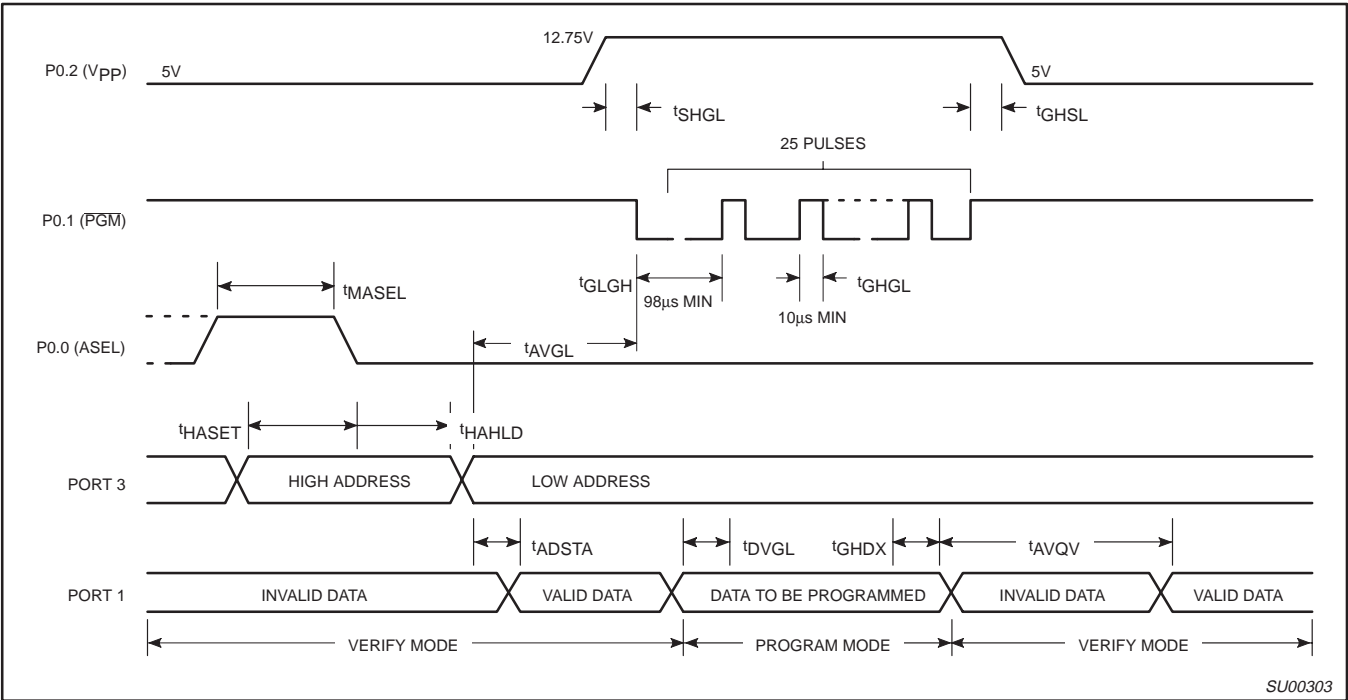 12.75V
P0.2 (VPP)
5V
5V
tSHGL
tGHSL
25 PULSES
P0.1 (PGM)
tMASEL
tGLGH
98µs MIN
tGHGL
10µs MIN
P0.0 (ASEL)
tAVGL
tHASET
tHAHLD
PORT 3
HIGH ADDRESS
LOW ADDRESS
tADSTA
tDVGL
tGHDX
tAVQV
PORT 1
INVALID DATA
VALID DATA
DATA TO BE PROGRAMMED
INVALID DATA
VALID DATA
VERIFY MODE
PROGRAM MODE
VERIFY MODE
SU00303